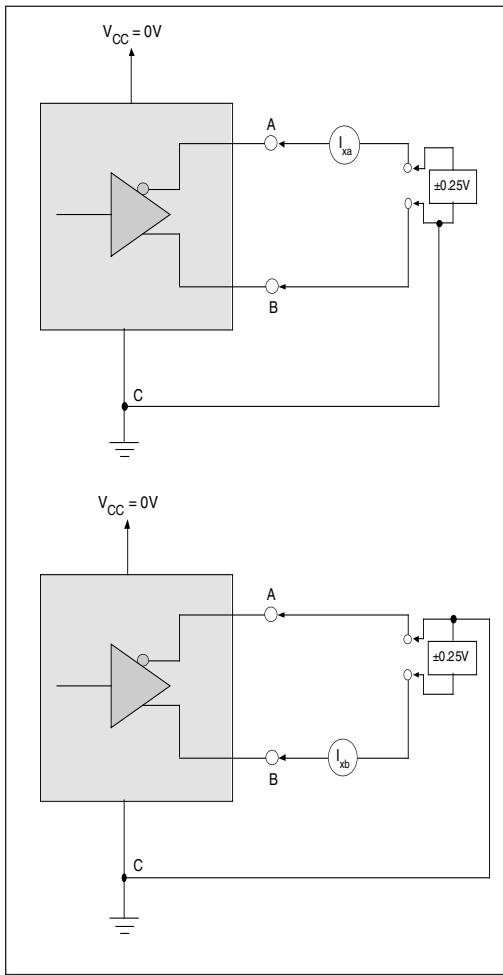 V_CC = 0V
A
I_xa
±0.25V
B
C
V_CC = 0V
A
±0.25V
I_xb
B
C